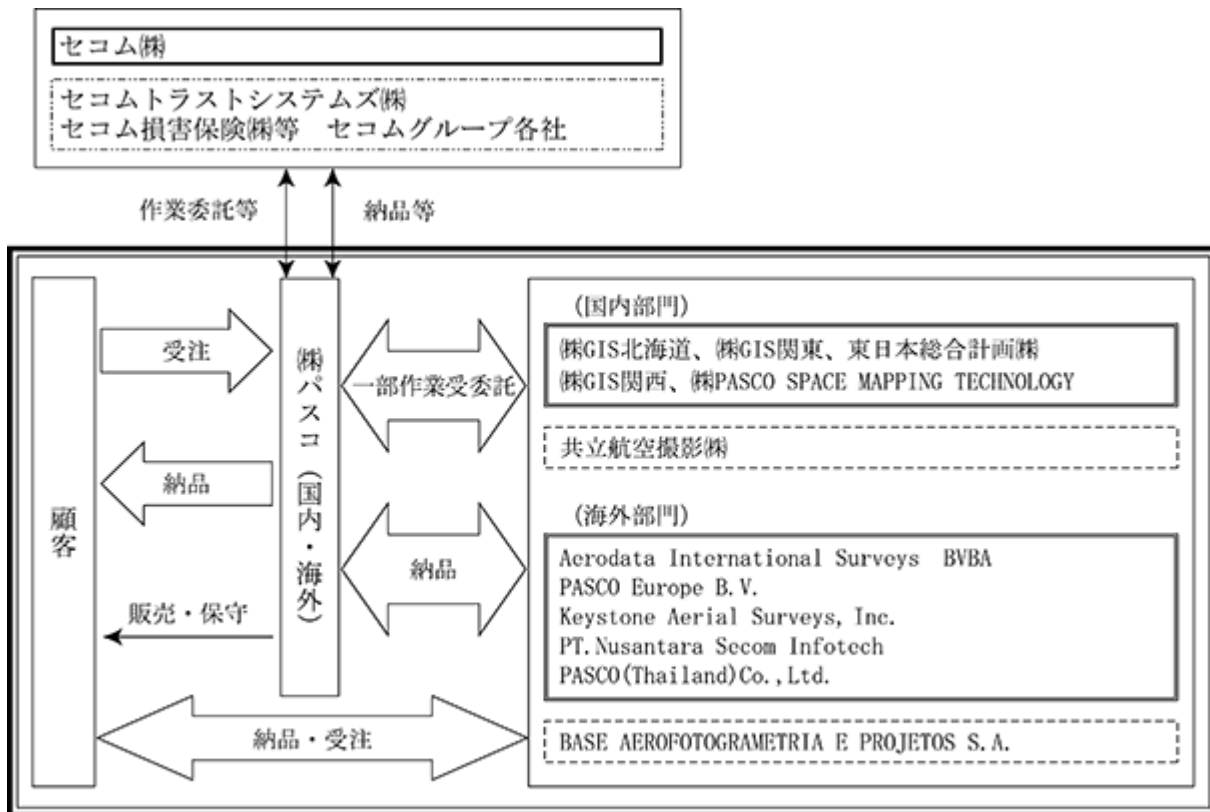 セコム㈱
セコムトラストシステムズ㈱
セコム損害保険㈱等　セコムグループ各社
作業委託等
納品等
顧客
受注
納品
販売・保守
㈱パスコ（国内・海外）
一部作業受委託
納品
納品・受注
（国内部門）
㈱GIS北海道、㈱GIS関東、東日本総合計画㈱
㈱GIS関西、㈱PASCO SPACE MAPPING TECHNOLOGY
共立航空撮影㈱
（海外部門）
Aerodata International Surveys BVBA
PASCO Europe B.V.
Keystone Aerial Surveys, Inc.
PT.Nusantara Secom Infotech
PASCO(Thailand)Co.,Ltd.
BASE AEROFOTOGRAMETRIA E PROJETOS S.A.